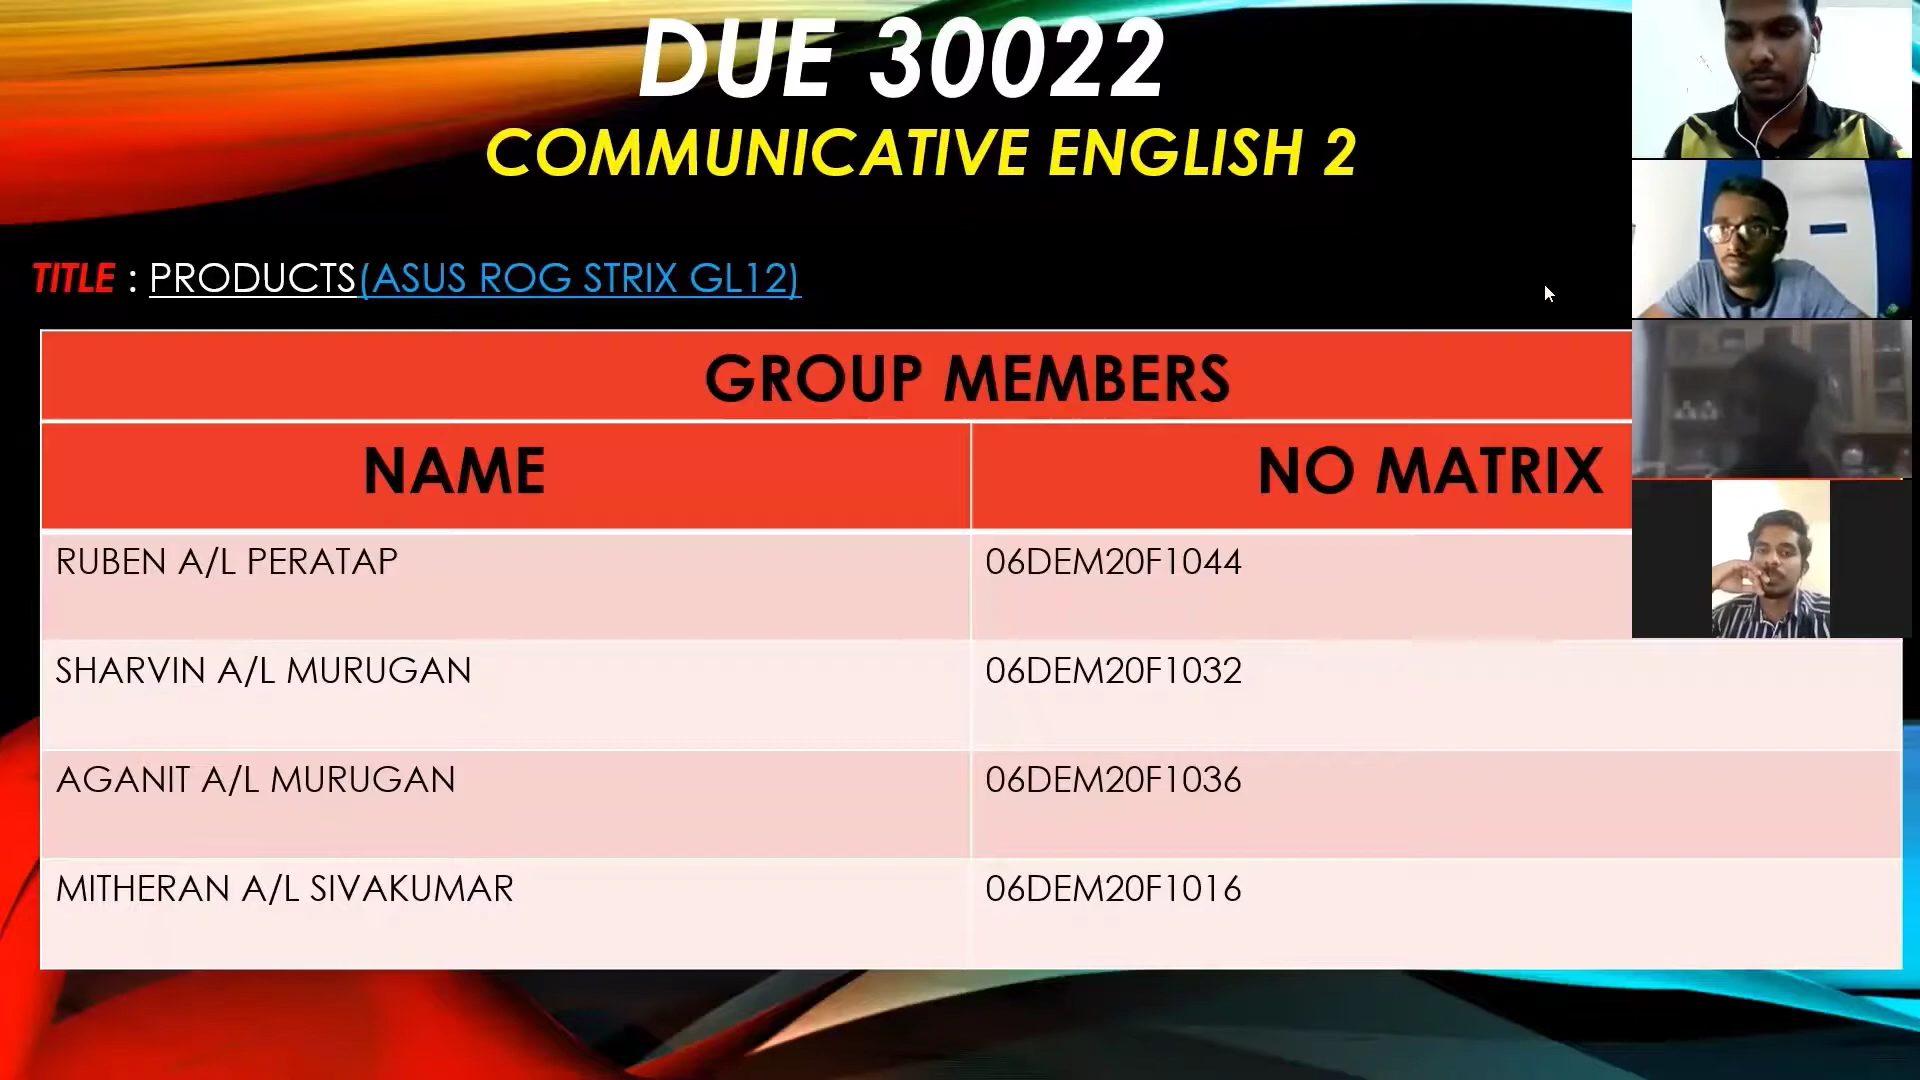 DUE 30022
COMMUNICATIVE ENGLISH 2
TITLE : PRODUCTS(ASUS ROG STRIX GL12)
GROUP MEMBERS
NAME NO MATRIX
RUBEN A/L PERATAP 06DEM20F1044
SHARVIN A/L MURUGAN 06DEM20F1032
AGANIT A/L MURUGAN 06DEM20F1036
MITHERAN A/L SIVAKUMAR 06DEM20F1016